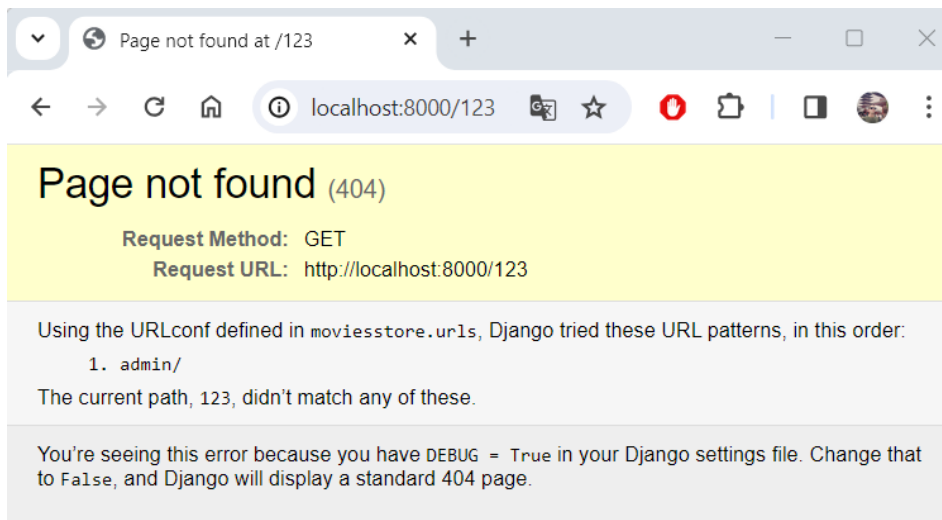 Page not found at /123
localhost:8000/123
Page not found (404)
Request Method: GET
Request URL: http://localhost:8000/123
Using the URLconf defined in moviesstore.urls, Django tried these URL patterns, in this order:
1. admin/
The current path, 123, didn’t match any of these.
You’re seeing this error because you have DEBUG = True in your Django settings file. Change that
to False, and Django will display a standard 404 page.